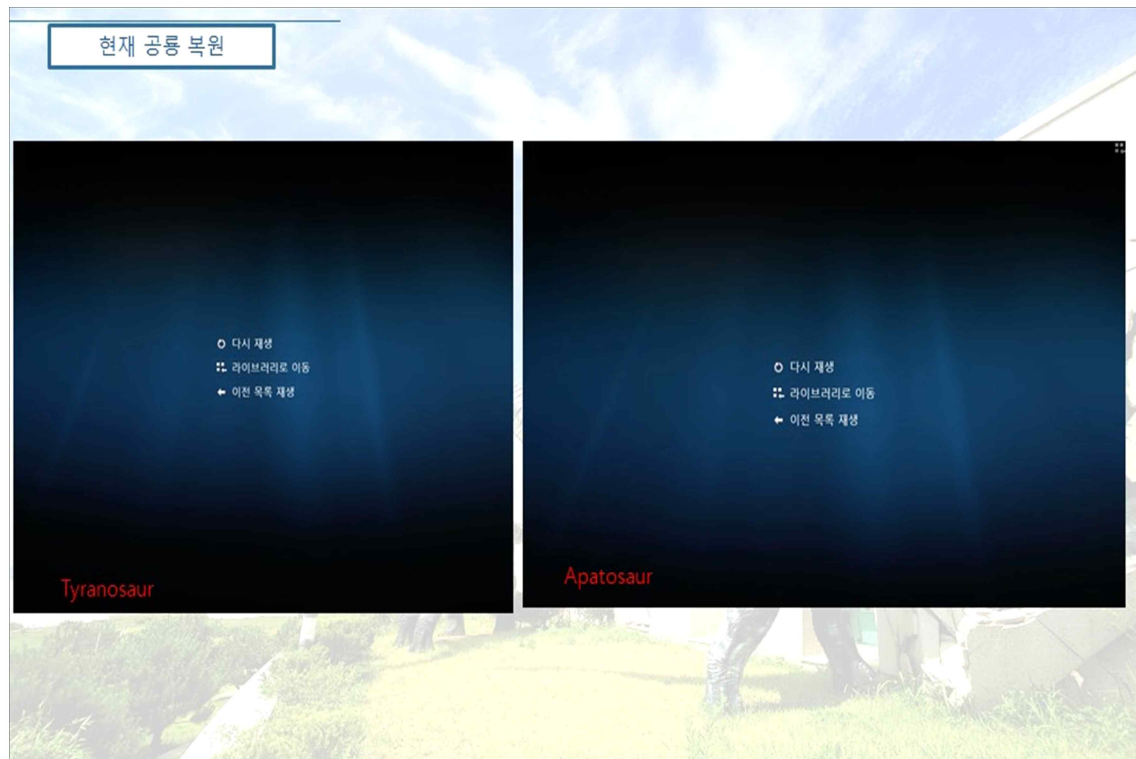 현재 공룡 복원
다시 재생
라이브러리로 이동
이전 목록 재생
Tyranosaur
다시 재생
라이브러리로 이동
이전 목록 재생
Apatosaur